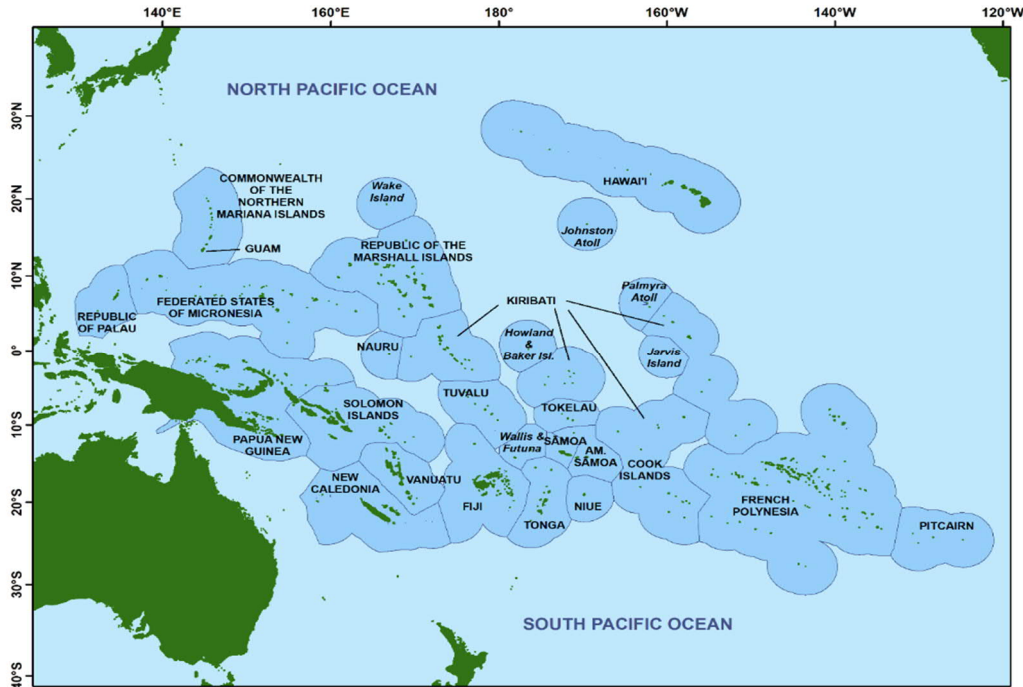 140°E 160°E 180° 160°W 140°W 120°W
NORTH PACIFIC OCEAN
30°N
20°N
10°N
0°
10°S
20°S
30°S
40°S
HAWAI'I
COMMONWEALTH
OF THE
NORTHERN
MARIANA ISLANDS
Wake
Island
Johnston
Atoll
GUAM
REPUBLIC OF THE
MARSHALL ISLANDS
FEDERATED STATES
OF MICRONESIA
REPUBLIC
OF PALAU
Palmyra
Atoll
KIRIBATI
NAURU
Howland
&
Baker Isl.
Jarvis
Island
TUVALU
TOKELAU
SOLOMON
ISLANDS
PAPUA NEW
GUINEA
Wallis &
Futuna
SĀMOA
AM.
SĀMOA
COOK
ISLANDS
NEW
CALEDONIA
VANUATU
FIJI
TONGA
NIUE
FRENCH
POLYNESIA
PITCAIRN
SOUTH PACIFIC OCEAN